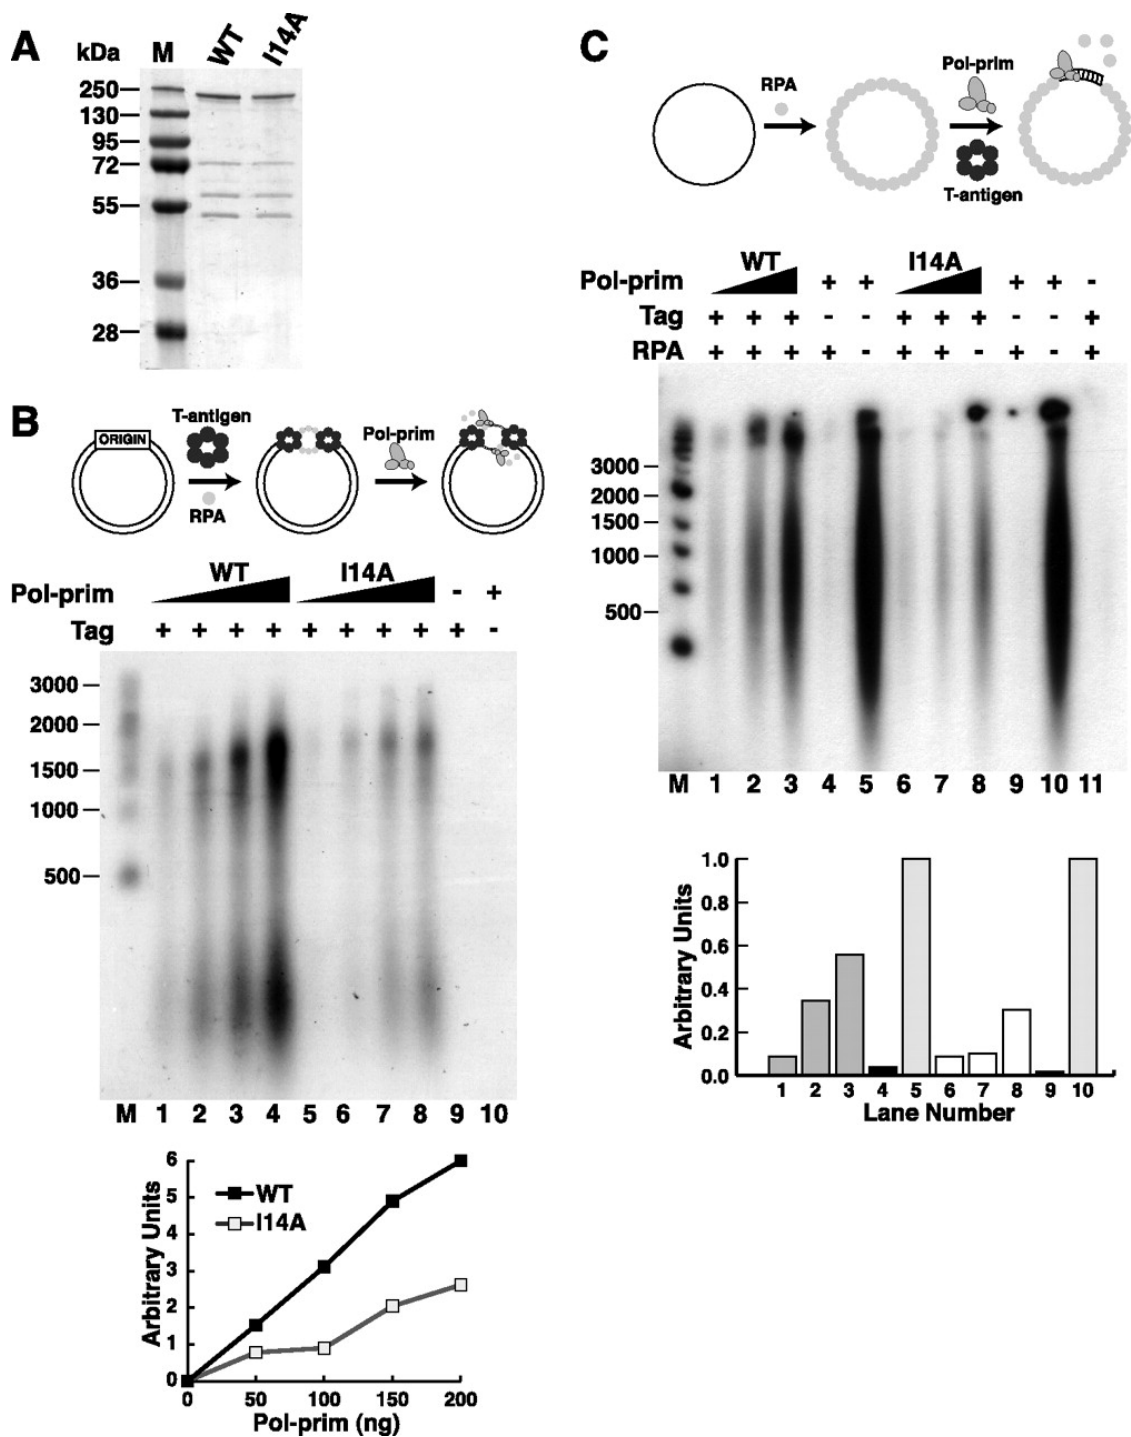 A
kDa M WT I14A
250
130
95
72
55
36
28
B
ORIGIN
T-antigen
RPA
Pol-prim
WT I14A
Pol-prim - +
Tag + + + + + + + + + -
3000
2000
1500
1000
500
M 1 2 3 4 5 6 7 8 9 10
Arbitrary Units
6
5
4
3
2
1
0
WT
I14A
0 50 100 150 200
Pol-prim (ng)
C
RPA
Pol-prim
T-antigen
WT I14A
Pol-prim + + + + -
Tag + + + - - + + + - - +
RPA + + + + - + + - + - +
3000
2000
1500
1000
500
M 1 2 3 4 5 6 7 8 9 10 11
Arbitrary Units
1.0
0.8
0.6
0.4
0.2
0.0
1 2 3 4 5 6 7 8 9 10
Lane Number